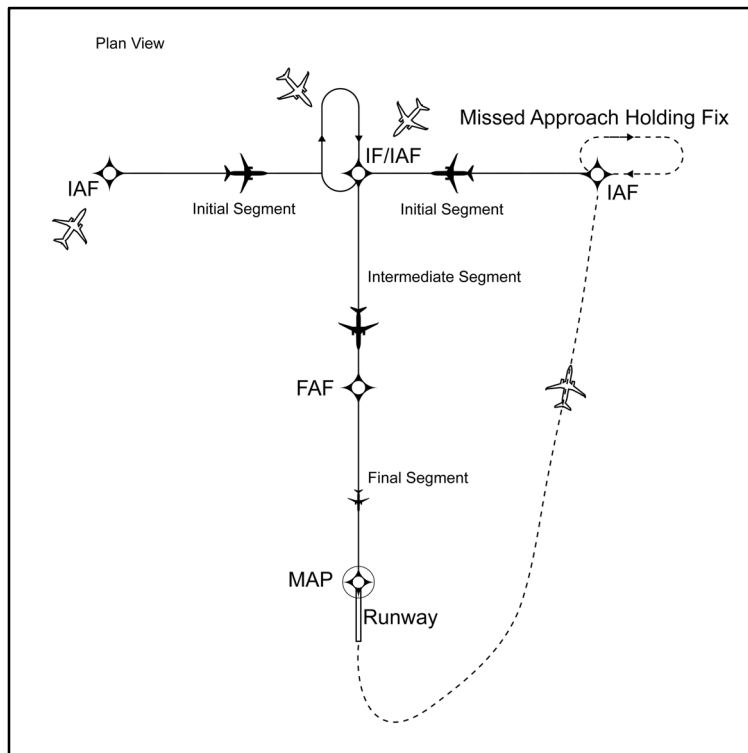 Plan View
Missed Approach Holding Fix
IF/IAF
IAF
IAF
Initial Segment
Initial Segment
Intermediate Segment
FAF
Final Segment
MAP
Runway